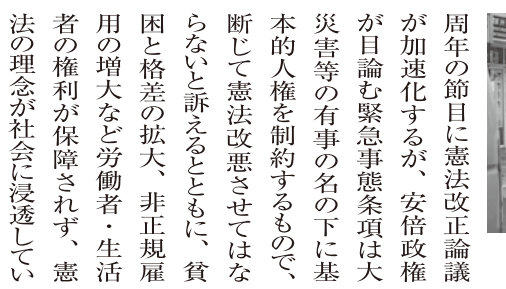 周年の節目に憲法改正論議
が加速化するが、安倍政権
が目論む緊急事態条項は大
災害等の有事の名の下に基
本的人権を制約するもので、
断じて憲法改悪させてはな
らないと訴えるとともに、貧
困と格差の拡大、非正規雇
用の増大など労働者・生活
者の権利が保障されず、憲
法の理念が社会に浸透してい